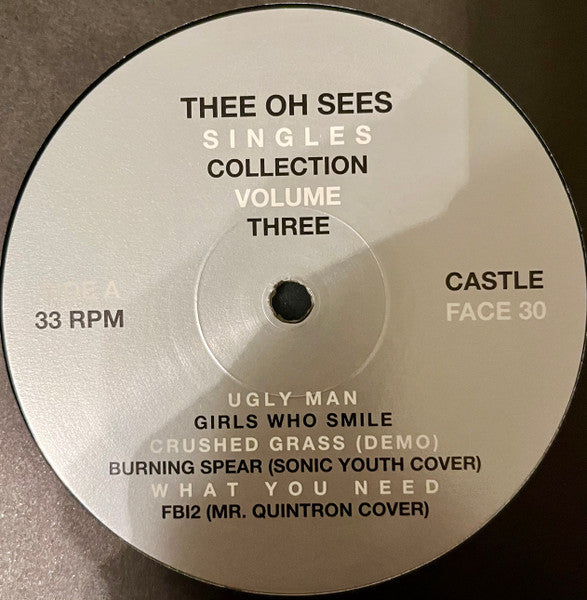 THEE OH SEES
SINGLES
COLLECTION
VOLUME
THREE
SIDE A
33 RPM
CASTLE
FACE 30
UGLY MAN
GIRLS WHO SMILE
CRUSHED GRASS (DEMO)
BURNING SPEAR (SONIC YOUTH COVER)
WHAT YOU NEED
FBI2 (MR. QUINTRON COVER)